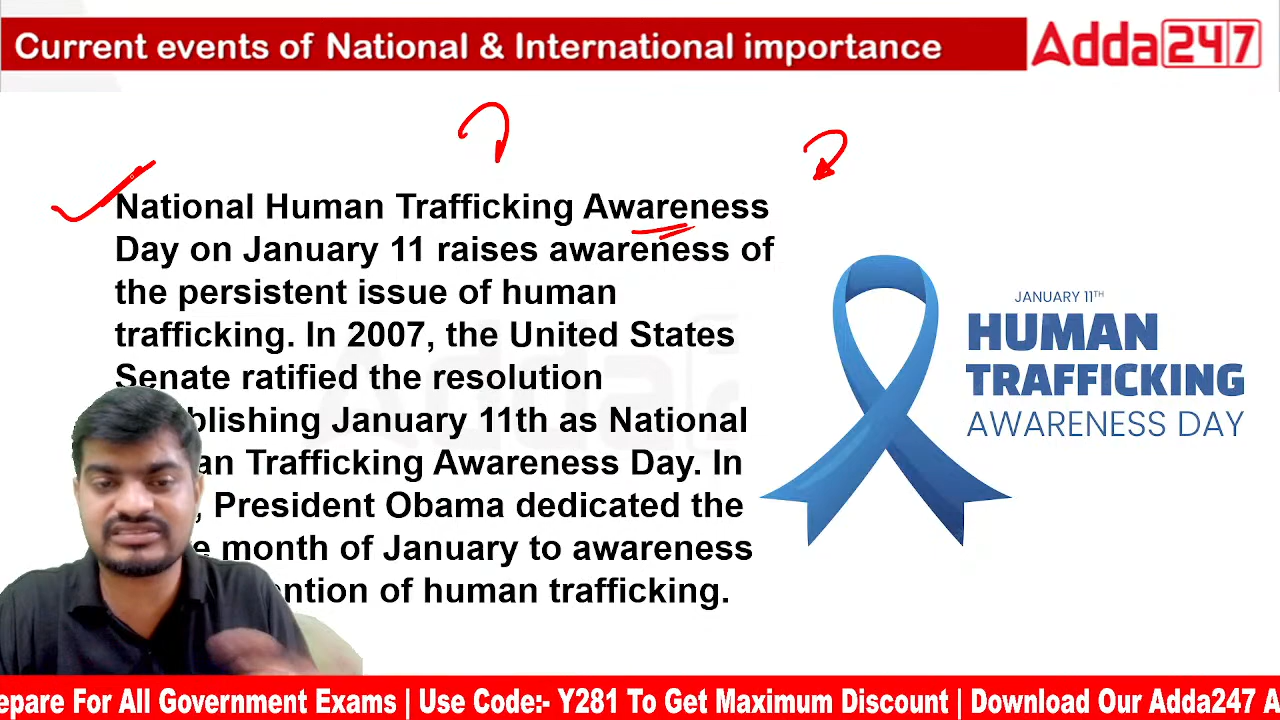 Current events of National & International importance
Adda247
National Human Trafficking Awareness
Day on January 11 raises awareness of
the persistent issue of human
trafficking. In 2007, the United States
Senate ratified the resolution
blishing January 11th as National
an Trafficking Awareness Day. In
, President Obama dedicated the
e month of January to awareness
ntion of human trafficking.
JANUARY 11TH
HUMAN
TRAFFICKING
AWARENESS DAY
epare For All Government Exams | Use Code:- Y281 To Get Maximum Discount | Download Our Adda247 A